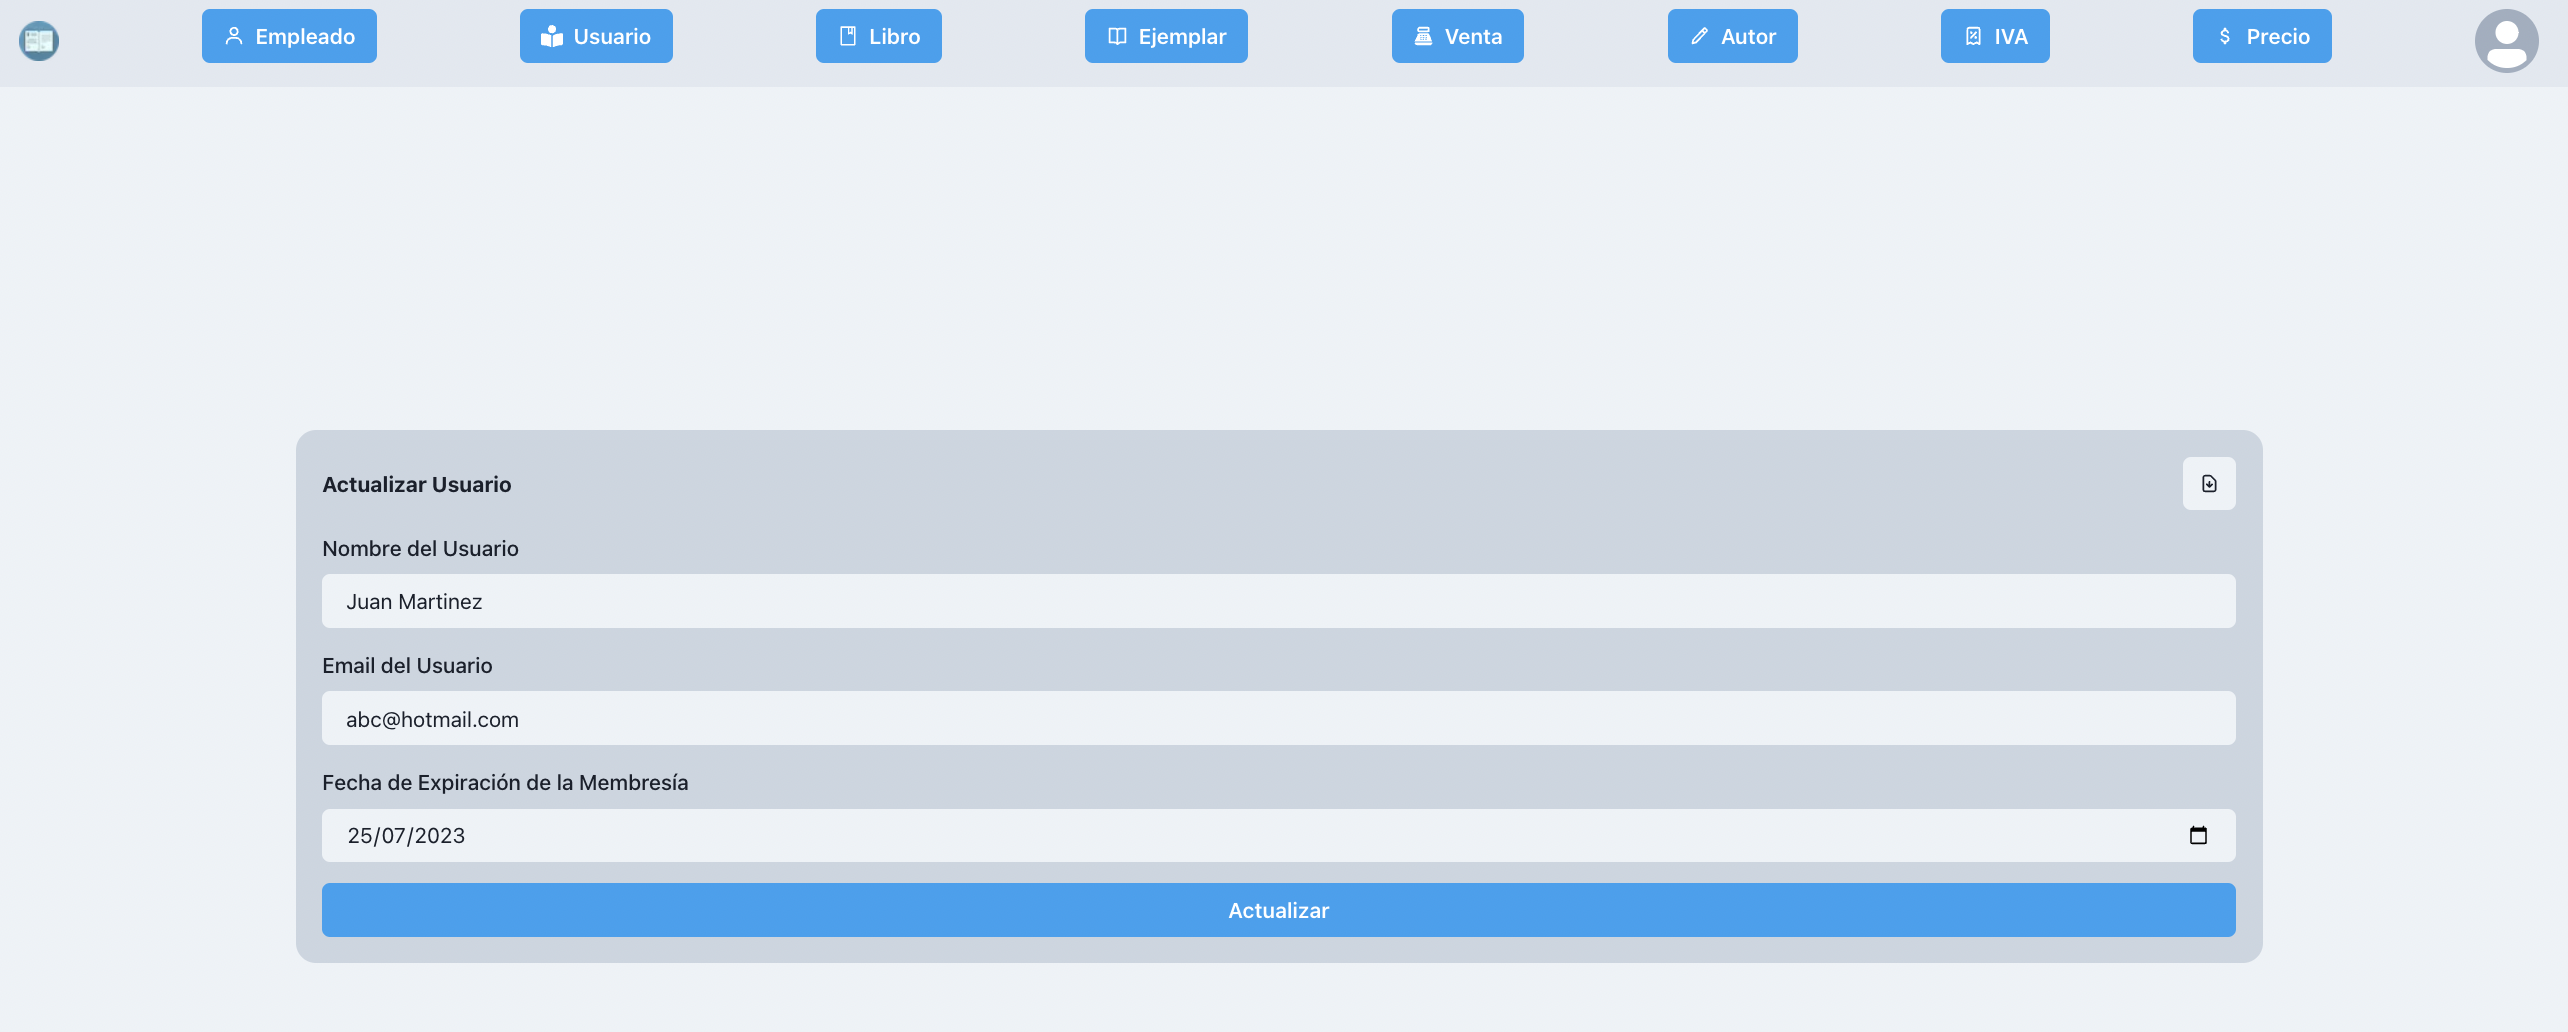 Empleado
Usuario
Libro
Ejemplar
Venta
Autor
IVA
Precio
Actualizar Usuario
Nombre del Usuario
Juan Martinez
Email del Usuario
abc@hotmail.com
Fecha de Expiración de la Membresía
25/07/2023
Actualizar